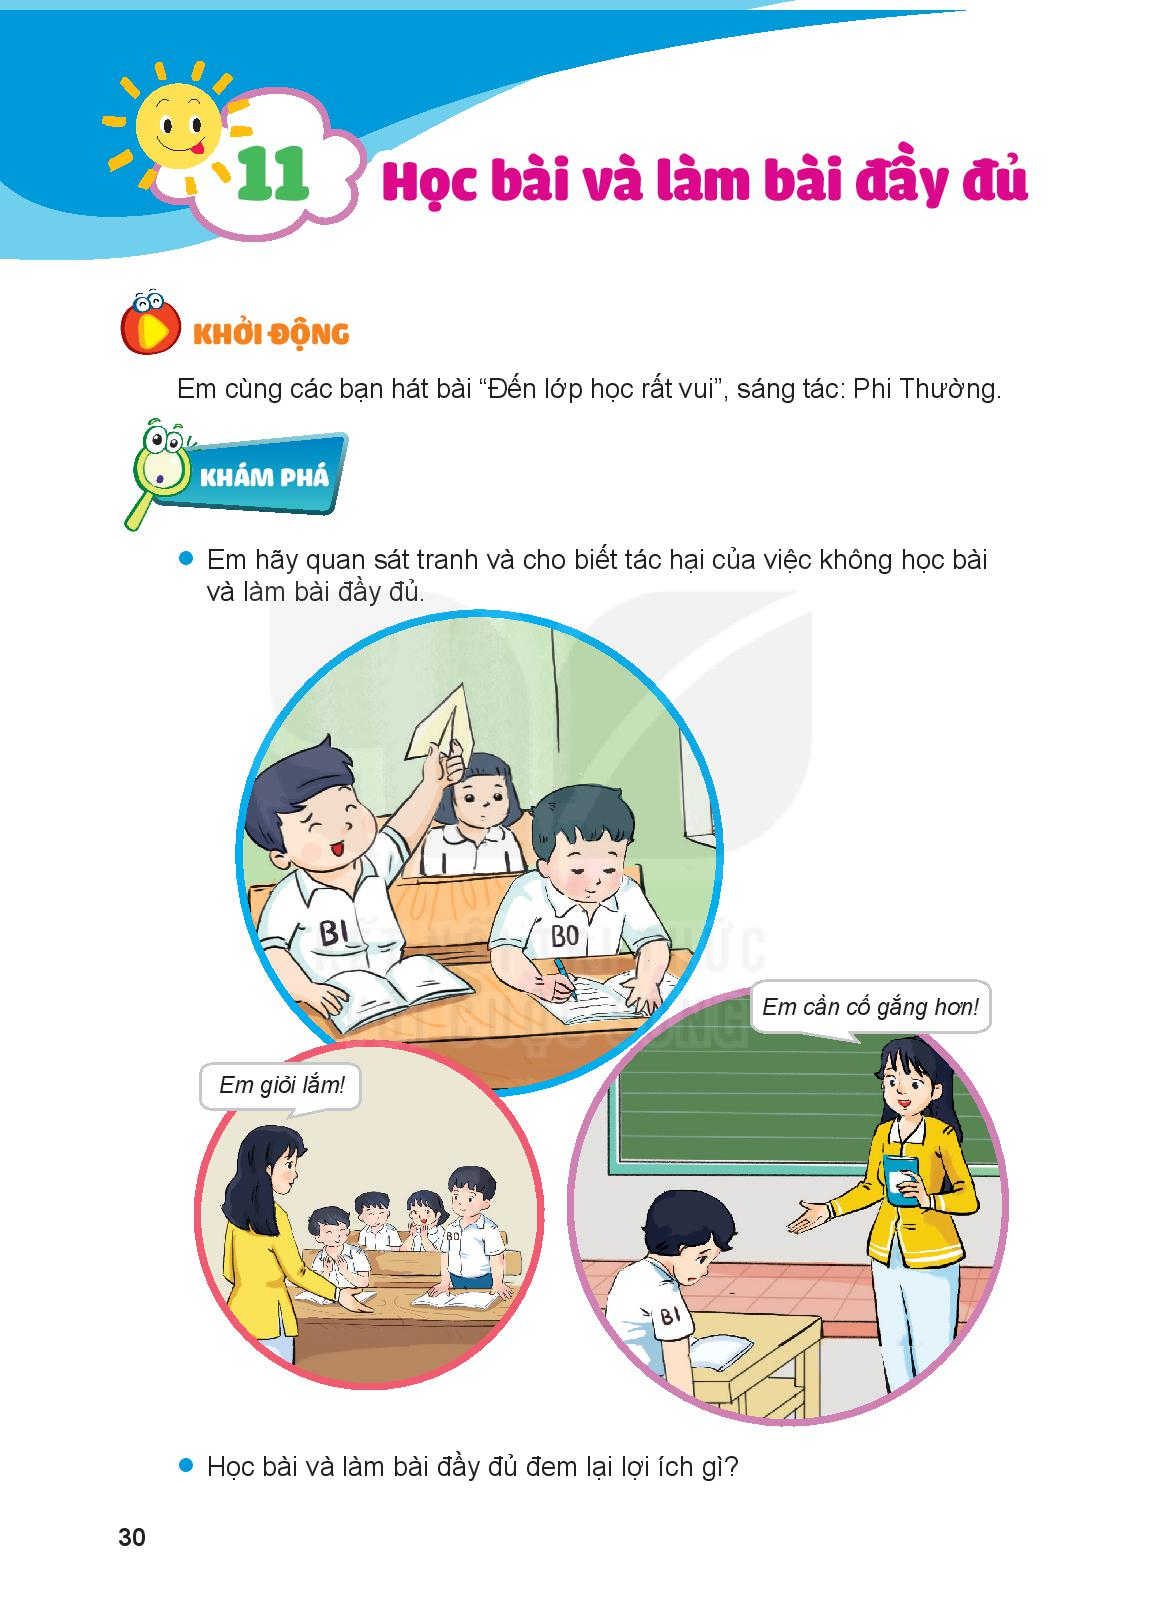 11
Học bài và làm bài đầy đủ
KHỞI ĐỘNG
Em cùng các bạn hát bài “Đến lớp học rất vui”, sáng tác: Phi Thường.
KHÁM PHÁ
Em hãy quan sát tranh và cho biết tác hại của việc không học bài
và làm bài đầy đủ.
BI
BO
Em cần cố gắng hơn!
Em giỏi lắm!
BO
BI
Học bài và làm bài đầy đủ đem lại lợi ích gì?
30